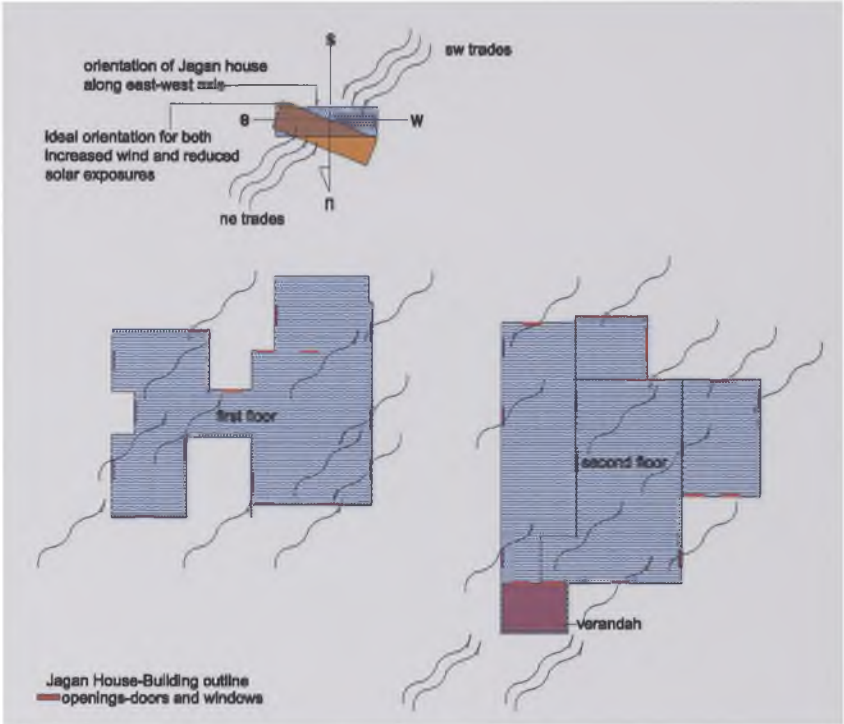 s
sw trades
orientation of Jagan house
along east-west axis
e
w
Ideal orientation for both
increased wind and reduced
solar exposures
n
ne trades
first floor
second floor
verandah
Jagan House-Building outline
openings-doors and windows